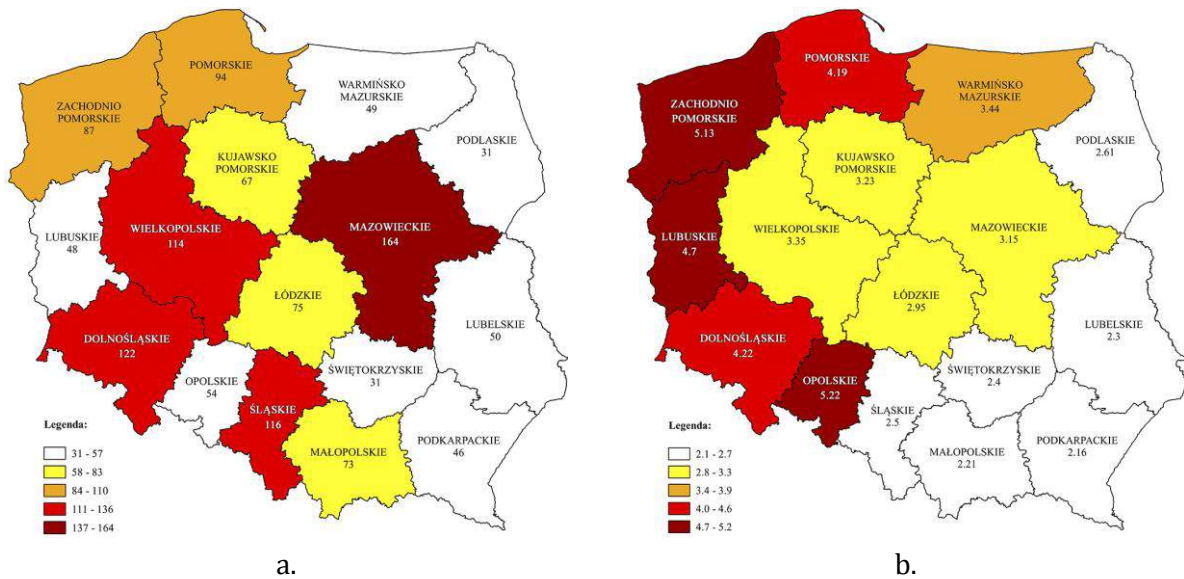 POMORSKIE
94
WARMIŃSKO
MAZURSKIE
49
ZACHODNIO
POMORSKIE
87
PODLASKIE
31
KUJAWSKO
POMORSKIE
67
LUBUSKIE
48
WIELKOPOLSKIE
114
MAZOWIECKIE
164
ŁÓDZKIE
75
LUBELSKIE
50
DOLNOŚLĄSKIE
122
OPOLSKIE
54
ŚLĄSKIE
116
ŚWIĘTOKRZYSKIE
31
MAŁOPOLSKIE
73
PODKARPACKIE
46
Legenda:
31 - 57
58 - 83
84 - 110
111 - 136
137 - 164
a.
POMORSKIE
4.19
WARMIŃSKO
MAZURSKIE
3.44
ZACHODNIO
POMORSKIE
5.13
PODLASKIE
2.61
KUJAWSKO
POMORSKIE
3.23
LUBUSKIE
4.7
WIELKOPOLSKIE
3.35
MAZOWIECKIE
3.15
ŁÓDZKIE
2.95
LUBELSKIE
2.3
DOLNOŚLĄSKIE
4.22
OPOLSKIE
5.22
ŚLĄSKIE
2.5
ŚWIĘTOKRZYSKIE
2.4
MAŁOPOLSKIE
2.21
PODKARPACKIE
2.16
Legenda:
2.1 - 2.7
2.8 - 3.3
3.4 - 3.9
4.0 - 4.6
4.7 - 5.2
b.